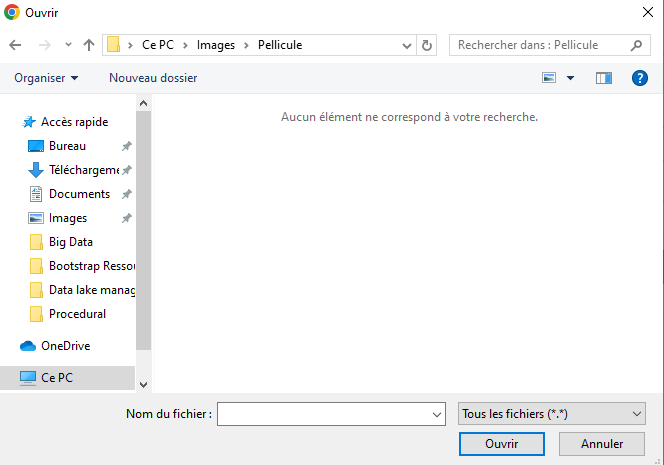 Ouvrir
Ce PC > Images > Pellicule
Rechercher dans : Pellicule
Organiser
Nouveau dossier
?
Aucun élément ne correspond à votre recherche.
Accès rapide
Bureau
Téléchargeme
Documents
Images
Big Data
Bootstrap Ressou
Data lake manag
Procedural
OneDrive
Ce PC
Nom du fichier :
Tous les fichiers (*.*)
Ouvrir
Annuler